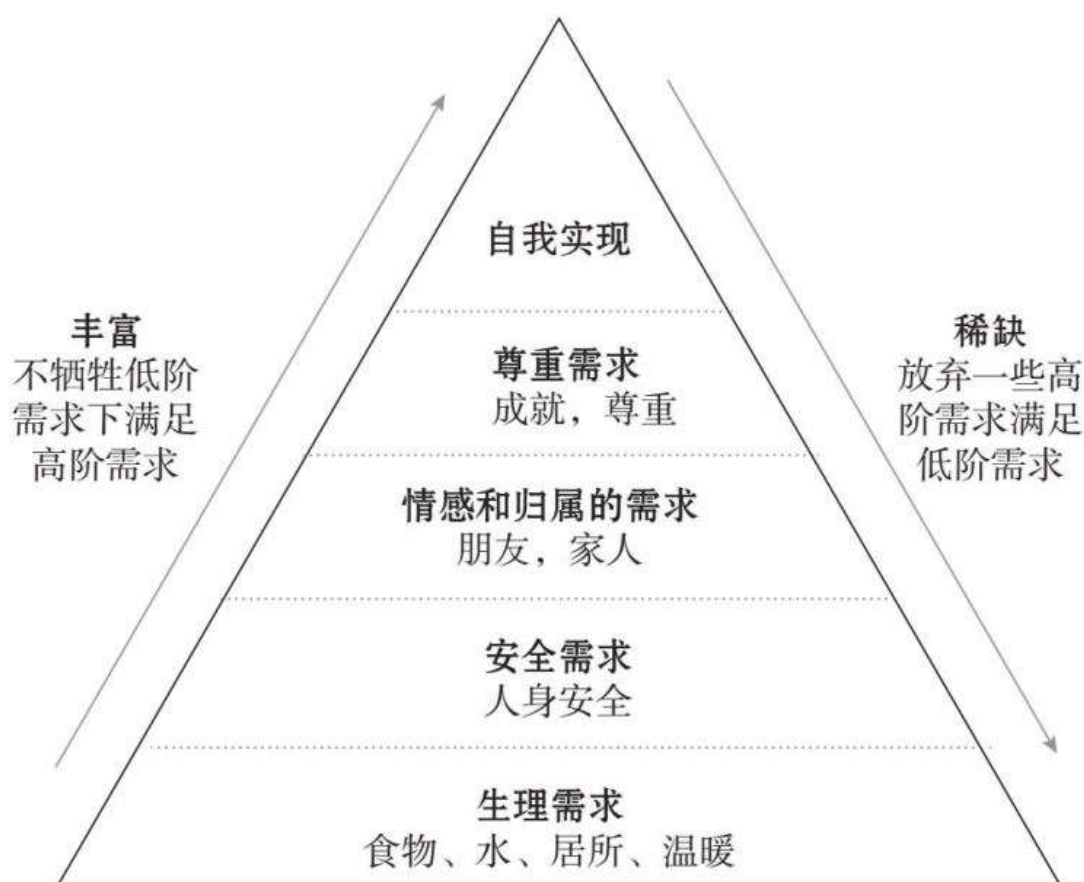 自我实现
丰富
不牺牲低阶
需求下满足
高阶需求
尊重需求
成就，尊重
稀缺
放弃一些高
阶需求满足
低阶需求
情感和归属的需求
朋友，家人
安全需求
人身安全
生理需求
食物、水、居所、温暖